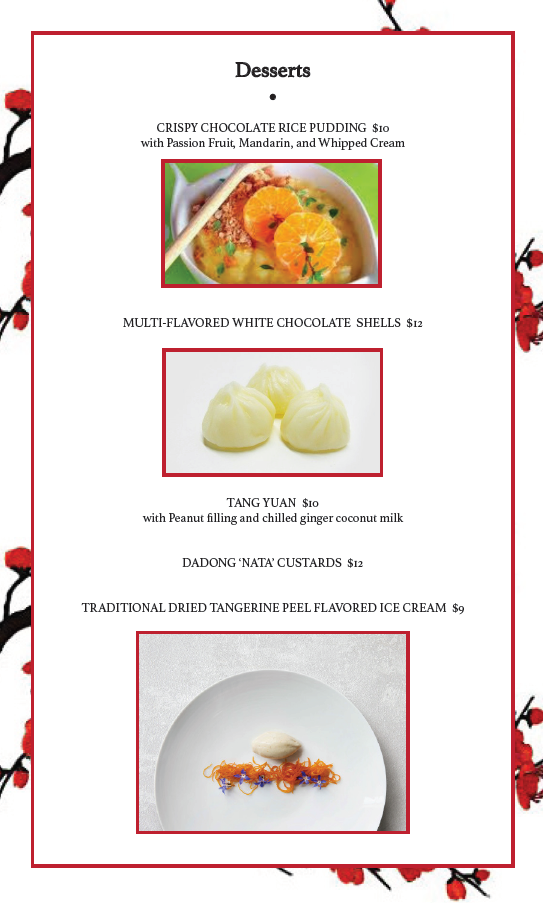 Desserts
•
CRISPY CHOCOLATE RICE PUDDING $10
with Passion Fruit, Mandarin, and Whipped Cream
MULTI-FLAVORED WHITE CHOCOLATE SHELLS $12
TANG YUAN $10
with Peanut filling and chilled ginger coconut milk
DADONG ‘NATA’ CUSTARDS $12
TRADITIONAL DRIED TANGERINE PEEL FLAVORED ICE CREAM $9